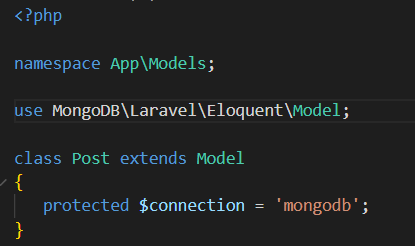 <?php
namespace App\Models;
use MongoDB\Laravel\Eloquent\Model;
class Post extends Model
{
protected $connection = 'mongodb';
}